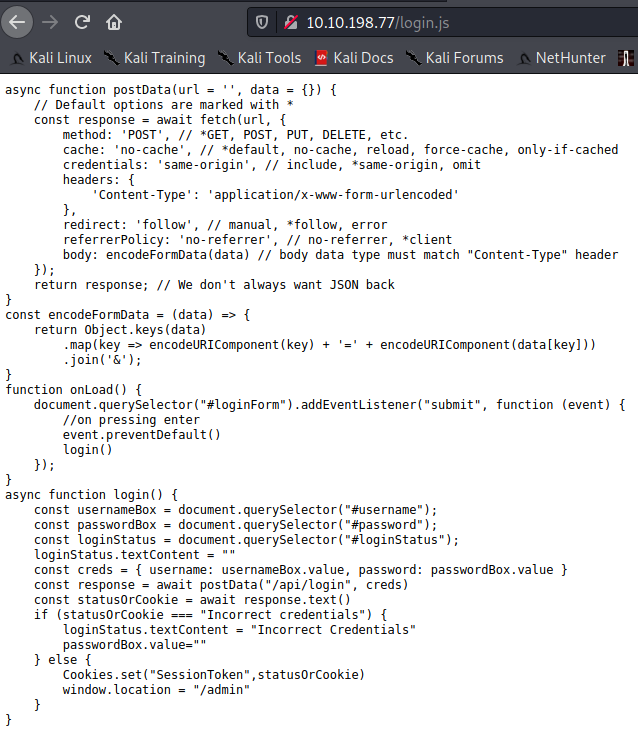 10.10.198.77/login.js
Kali Linux Kali Training Kali Tools Kali Docs Kali Forums NetHunter
async function postData(url = '', data = {}) {
    // Default options are marked with *
    const response = await fetch(url, {
        method: 'POST', // *GET, POST, PUT, DELETE, etc.
        cache: 'no-cache', // *default, no-cache, reload, force-cache, only-if-cached
        credentials: 'same-origin', // include, *same-origin, omit
        headers: {
            'Content-Type': 'application/x-www-form-urlencoded'
        },
        redirect: 'follow', // manual, *follow, error
        referrerPolicy: 'no-referrer', // no-referrer, *client
        body: encodeFormData(data) // body data type must match "Content-Type" header
    });
    return response; // We don't always want JSON back
}
const encodeFormData = (data) => {
    return Object.keys(data)
        .map(key => encodeURIComponent(key) + '=' + encodeURIComponent(data[key]))
        .join('&');
}
function onLoad() {
    document.querySelector("#loginForm").addEventListener("submit", function (event) {
        //on pressing enter
        event.preventDefault()
        login()
    });
}
async function login() {
    const usernameBox = document.querySelector("#username");
    const passwordBox = document.querySelector("#password");
    const loginStatus = document.querySelector("#loginStatus");
    loginStatus.textContent = ""
    const creds = { username: usernameBox.value, password: passwordBox.value }
    const response = await postData("/api/login", creds)
    const statusOrCookie = await response.text()
    if (statusOrCookie === "Incorrect credentials") {
        loginStatus.textContent = "Incorrect Credentials"
        passwordBox.value=""
    } else {
        Cookies.set("SessionToken",statusOrCookie)
        window.location = "/admin"
    }
}